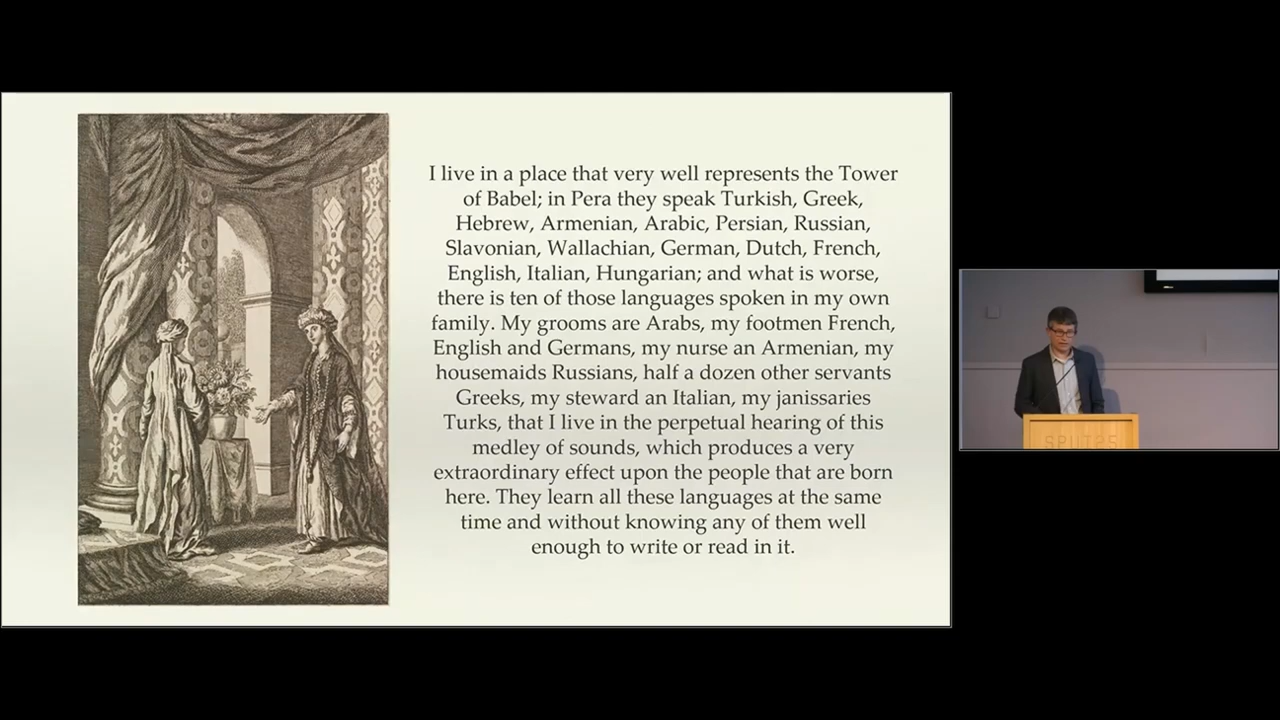 I live in a place that very well represents the Tower
of Babel; in Pera they speak Turkish, Greek,
Hebrew, Armenian, Arabic, Persian, Russian,
Slavonian, Wallachian, German, Dutch, French,
English, Italian, Hungarian; and what is worse,
there is ten of those languages spoken in my own
family. My grooms are Arabs, my footmen French,
English and Germans, my nurse an Armenian, my
housemaids Russians, half a dozen other servants
Greeks, my steward an Italian, my janissaries
Turks, that I live in the perpetual hearing of this
medley of sounds, which produces a very
extraordinary effect upon the people that are born
here. They learn all these languages at the same
time and without knowing any of them well
enough to write or read in it.